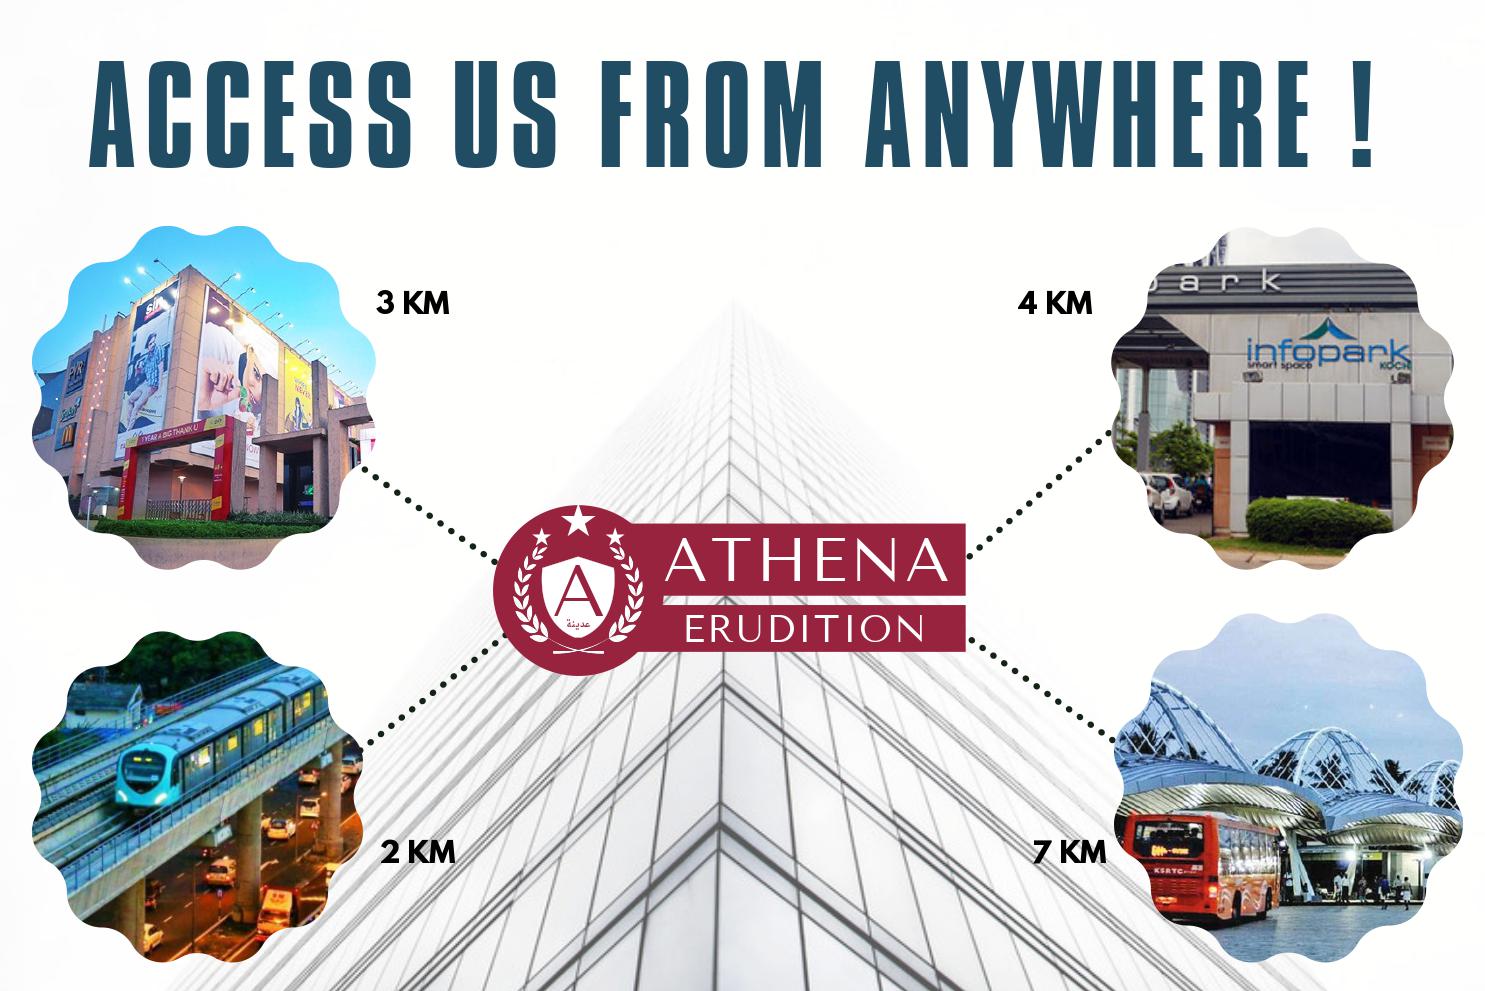 ACCESS US FROM ANYWHERE !
3 KM
4 KM
park
infopark
smart space
KOCHI
PVR
1 YEAR A BIG THANK U
ATHENA
ERUDITION
A
عدينة
2 KM
7 KM
KSRTC